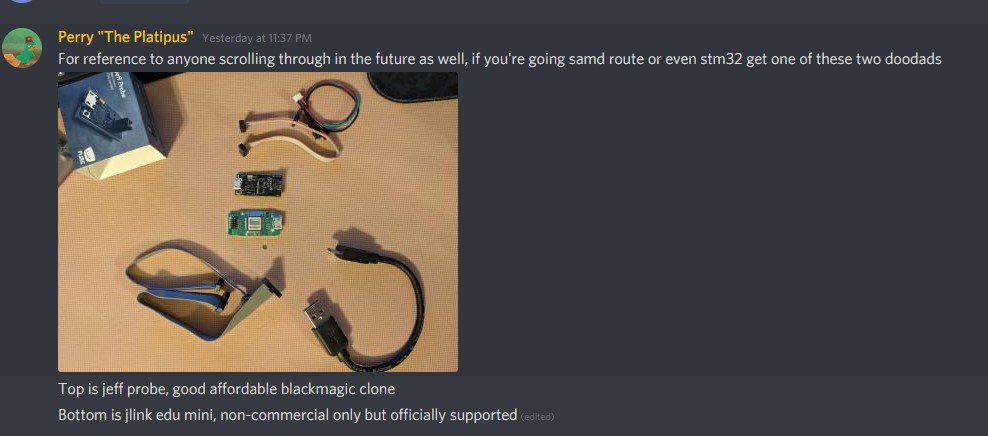 Perry "The Platipus" Yesterday at 11:37 PM
For reference to anyone scrolling through in the future as well, if you're going samd route or even stm32 get one of these two doodads
Probe
Top is jeff probe, good affordable blackmagic clone
Bottom is jlink edu mini, non-commercial only but officially supported (edited)